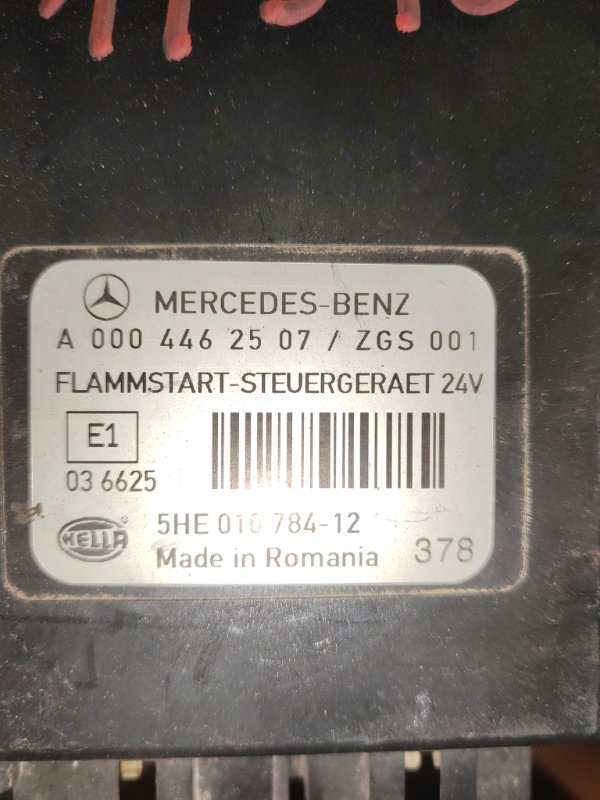 MERCEDES-BENZ
A 000 446 25 07 / ZGS 001
FLAMMSTART-STEUERGERAET 24V
E1
03 6625
5HE 010 784-12
HELLA
Made in Romania
378